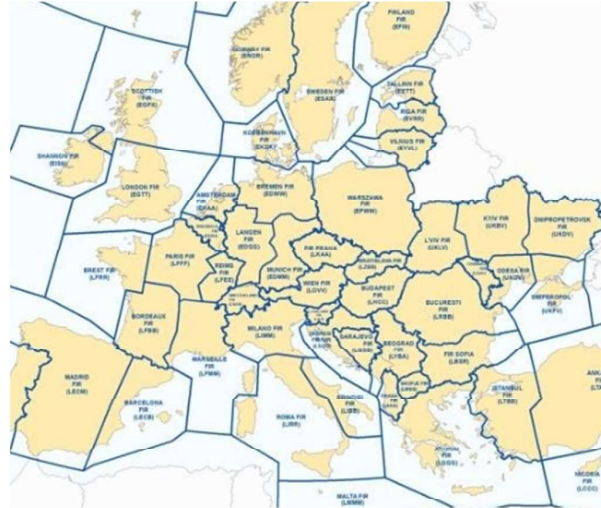 FINLAND
FIR
(EFIN)
NORWAY FIR
(ENOR)
SWEDEN FIR
(ESAA)
TALLINN FIR
(EETT)
RIGA FIR
(EVRR)
VILNIUS FIR
(EYVL)
SCOTTISH
FIR
(EGPX)
KOEBENHAVN
FIR
(EKDK)
SHANNON FIR
(EISN)
LONDON FIR
(EGTT)
AMSTERDAM
FIR
(EHAA)
BREMEN FIR
(EDWW)
WARSZAWA
FIR
(EPWW)
LANGEN
FIR
(EDGG)
L'VIV FIR
(UKLV)
KYIV FIR
(UKBV)
DNIPROPETROVSK
FIR
(UKDV)
BREST FIR
(LFRR)
PARIS FIR
(LFFF)
REIMS
FIR
(LFEE)
MUNICH FIR
(EDMM)
FIR PRAHA
(LKAA)
BRATISLAVA FIR
(LZBB)
WIEN FIR
(LOVV)
BUDAPEST
FIR
(LHCC)
ODESA FIR
(UKOV)
SIMFEROPOL'
FIR
(UKFV)
BUCURESTI
FIR
(LRBB)
BORDEAUX
FIR
(LFBB)
MILANO FIR
(LIMM)
SARAJEVO
FIR
BEOGRAD
FIR
(LYBA)
FIR SOFIA
(LBSR)
MARSEILLE
FIR
(LFMM)
MADRID
FIR
(LECM)
BARCELONA
FIR
(LECB)
ROMA FIR
(LIRR)
BRINDISI
FIR
(LIBB)
ISTANBUL
FIR
(LTBB)
FIR
(LGGG)
NICOSIA
FIR
(LCCC)
MALTA FIR
(LMMM)